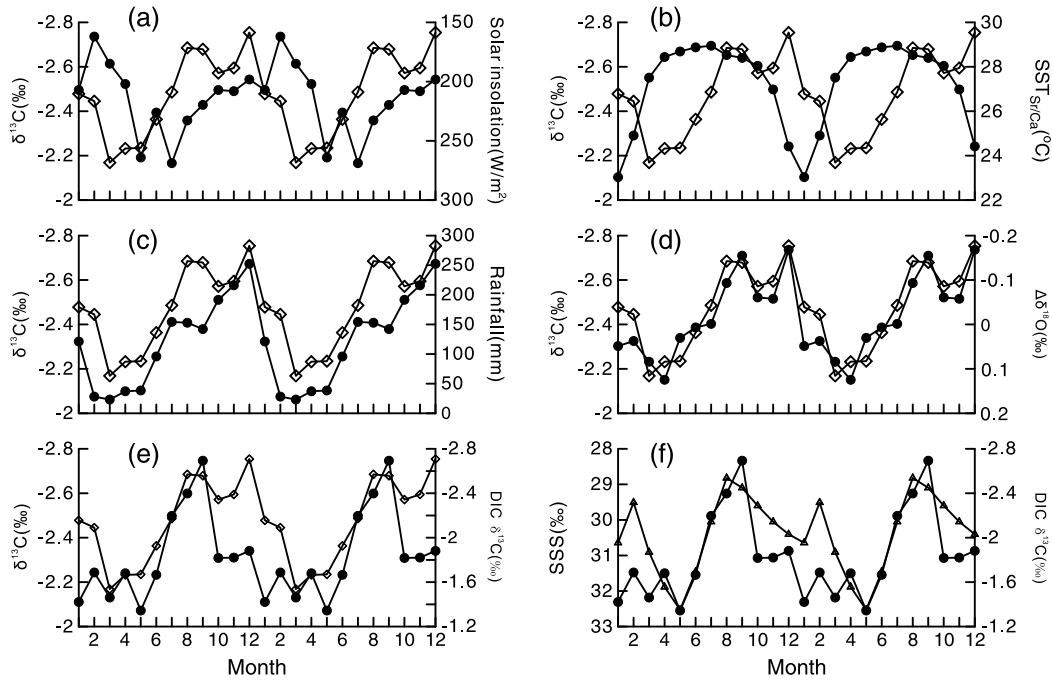 (a)
-2.8
-2.6
-2.4
-2.2
-2
δ¹³C(‰)
150
200
250
300
Solar insolation(W/m²)
(b)
-2.8
-2.6
-2.4
-2.2
-2
δ¹³C(‰)
30
28
26
24
22
SST Sr/Ca(°C)
(c)
-2.8
-2.6
-2.4
-2.2
-2
δ¹³C(‰)
300
250
200
150
100
50
0
Rainfall(mm)
(d)
-2.8
-2.6
-2.4
-2.2
-2
δ¹³C(‰)
-0.2
-0.1
0
0.1
0.2
Δδ¹⁸O(‰)
(e)
-2.8
-2.6
-2.4
-2.2
-2
δ¹³C(‰)
-2.8
-2.4
-2
-1.6
-1.2
DIC δ¹³C(‰)
2 4 6 8 10 12 2 4 6 8 10 12
Month
(f)
28
29
30
31
32
33
SSS(‰)
-2.8
-2.4
-2
-1.6
-1.2
DIC δ¹³C(‰)
2 4 6 8 10 12 2 4 6 8 10 12
Month